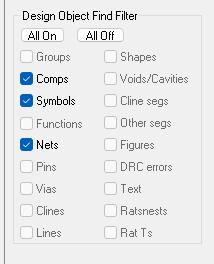 Design Object Find Filter
All On All Off
Groups Shapes
Comps Voids/Cavities
Symbols Cline segs
Functions Other segs
Nets Figures
Pins DRC errors
Vias Text
Clines Ratsnests
Lines Rat Ts